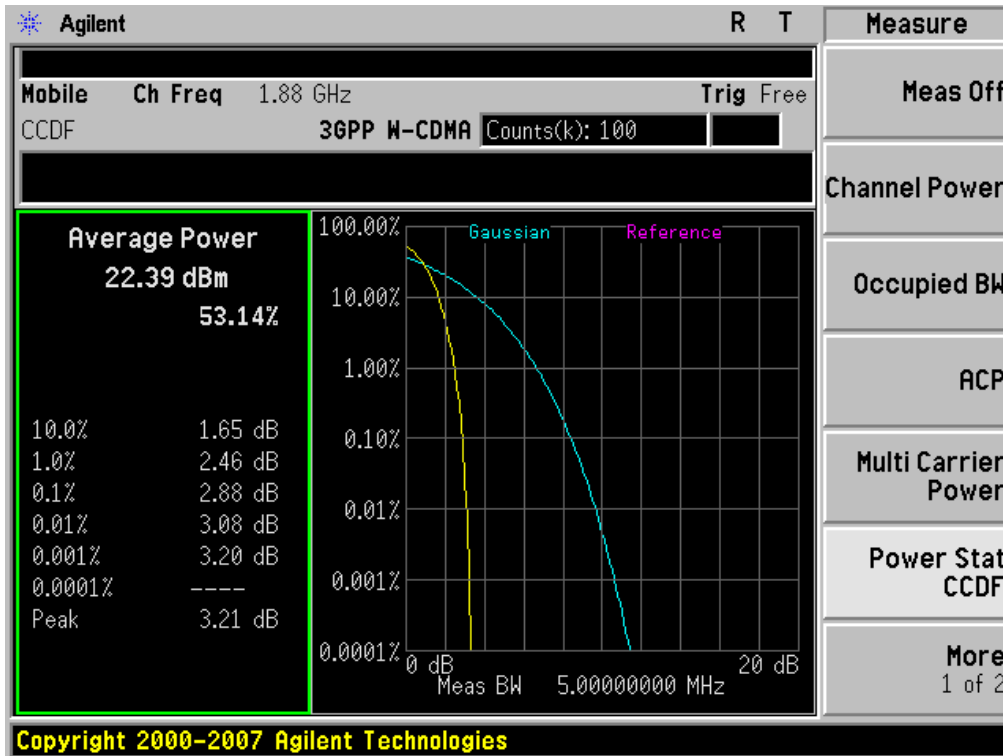 Agilent
R T
Measure
Mobile Ch Freq 1.88 GHz
Trig Free
CCDF
3GPP W-CDMA Counts(k): 100
Average Power
22.39 dBm
53.14%
10.0% 1.65 dB
1.0% 2.46 dB
0.1% 2.88 dB
0.01% 3.08 dB
0.001% 3.20 dB
0.0001% ----
Peak 3.21 dB
100.00%
Gaussian
Reference
10.00%
1.00%
0.10%
0.01%
0.001%
0.0001%
0 dB
20 dB
Meas BW 5.00000000 MHz
Meas Off
Channel Power
Occupied BW
ACP
Multi Carrier
Power
Power Stat
CCDF
More
1 of 2
Copyright 2000-2007 Agilent Technologies